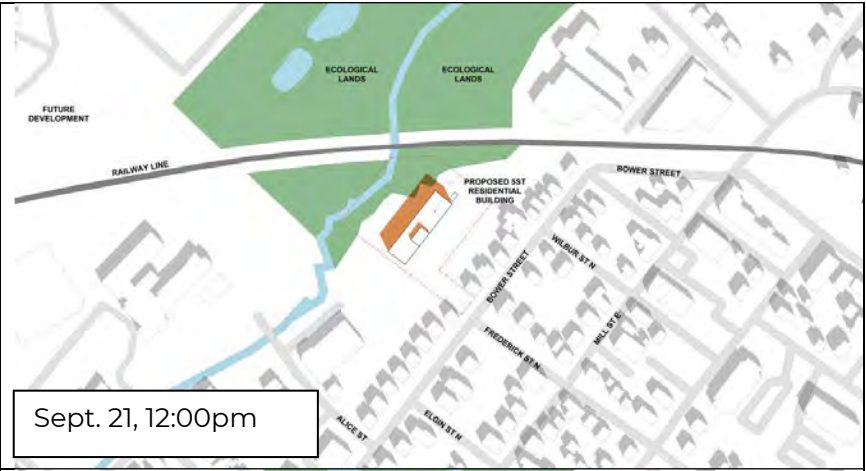 ECOLOGICAL
LANDS
ECOLOGICAL
LANDS
FUTURE
DEVELOPMENT
RAILWAY LINE
BOWER STREET
PROPOSED 5ST
RESIDENTIAL
BUILDING
WILBUR ST N
BOWER STREET
MILL ST E
FREDERICK ST N
ALICE ST
ELGIN ST N
Sept. 21, 12:00pm